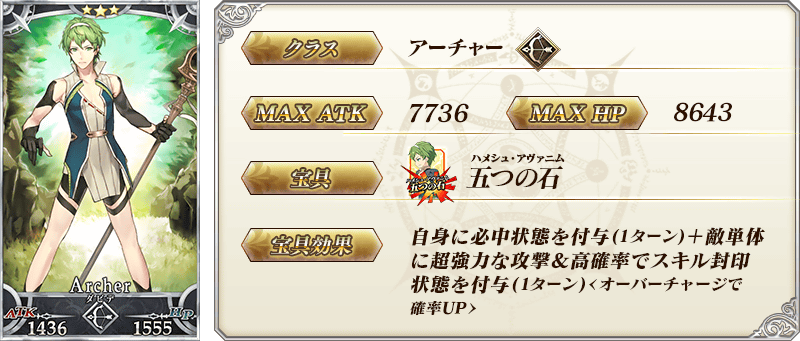 Archer
ダビデ
ATK
HP
1436
1555
クラス
アーチャー
MAX ATK
7736
MAX HP
8643
宝具
五つの石
ハメシュ・アヴァニム
五つの石
宝具効果
自身に必中状態を付与(1ターン)+敵単体
に超強力な攻撃&高確率でスキル封印
状態を付与(1ターン)<オーバーチャージで
確率UP>